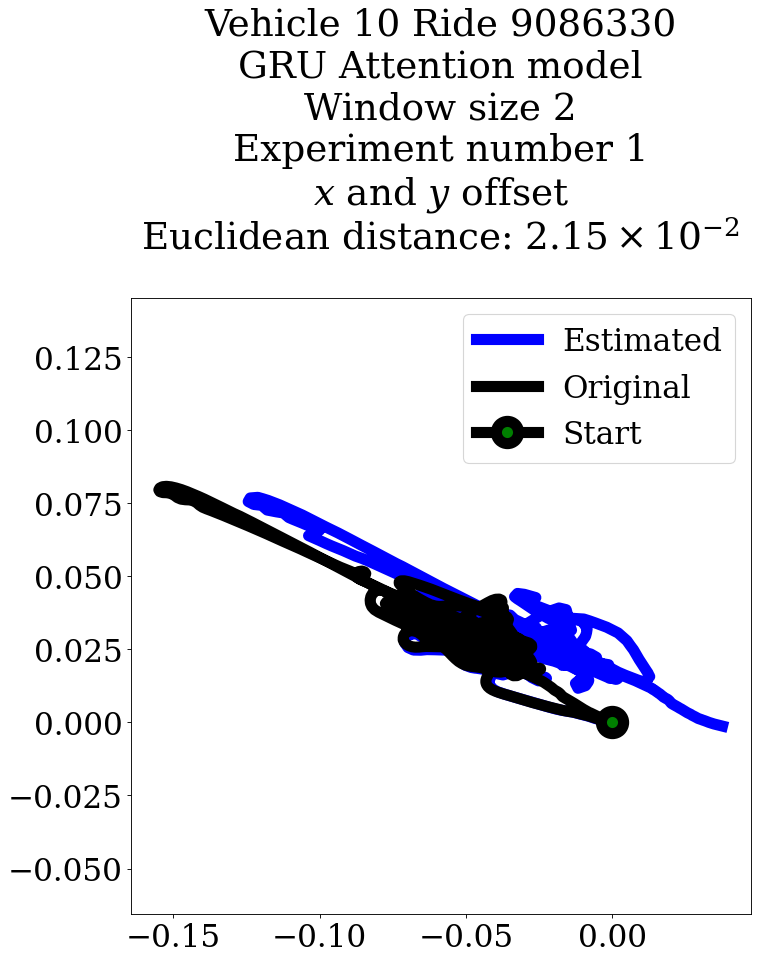 Vehicle 10 Ride 9086330
GRU Attention model
Window size 2
Experiment number 1
x and y offset
Euclidean distance: 2.15 × 10⁻²
Estimated
Original
Start
0.125
0.100
0.075
0.050
0.025
0.000
−0.025
−0.050
−0.15 −0.10 −0.05 0.00